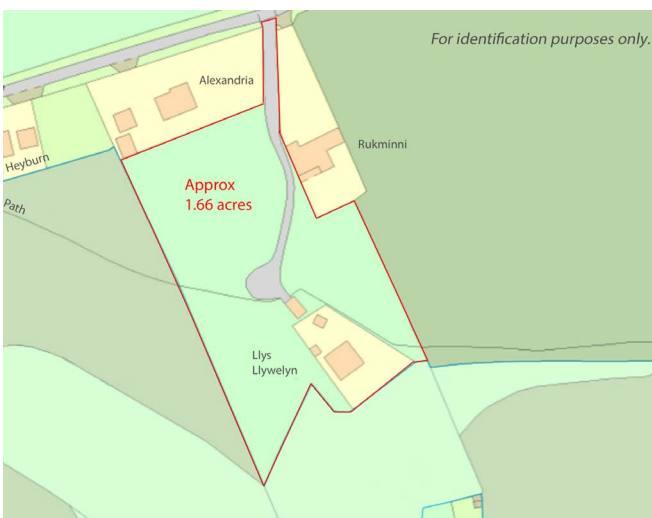 For identification purposes only.
Alexandria
Rukminni
Heyburn
Approx
1.66 acres
Path
Llys
Llywelyn